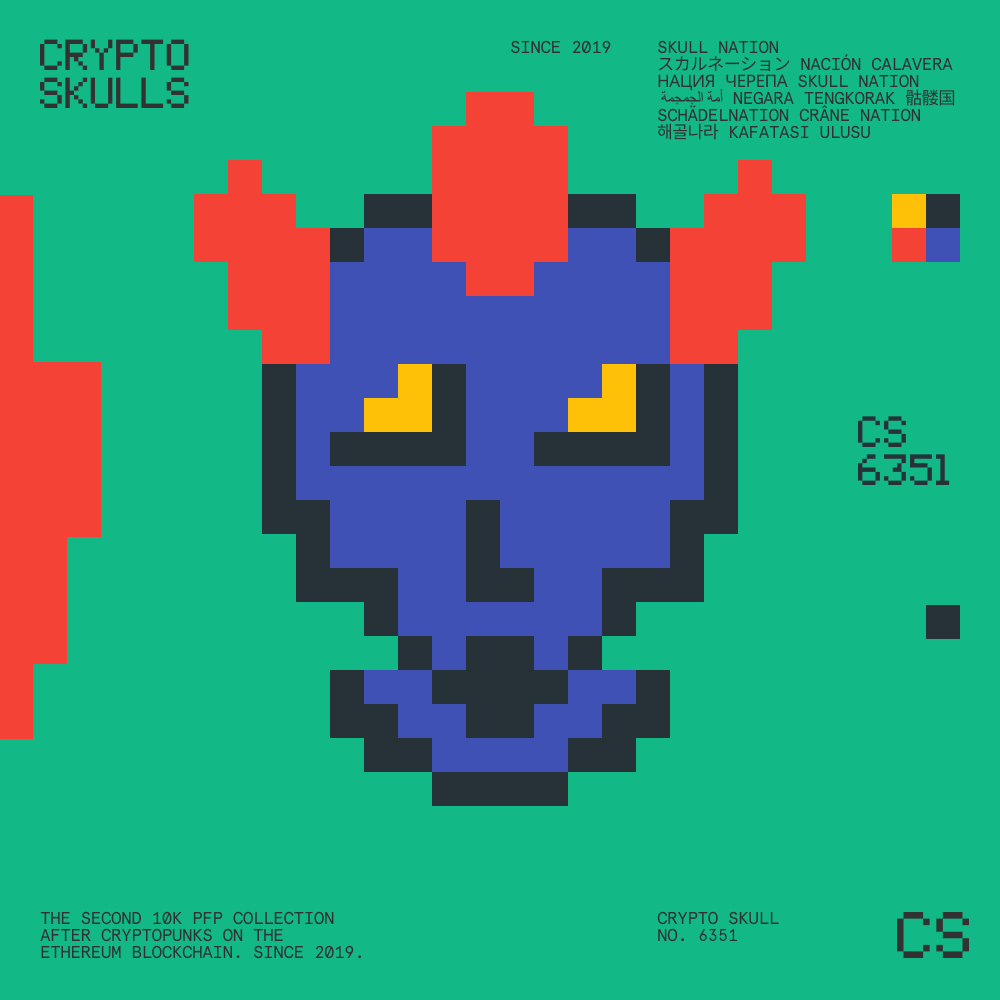 CRYPTO
SKULLS
SINCE 2019
SKULL NATION
スカルネーション NACIÓN CALAVERA
НАЦИЯ ЧЕРЕПА SKULL NATION
أمة الجمجمة NEGARA TENGKORAK 骷髅国
SCHÄDELNATION CRÂNE NATION
해골나라 KAFATASI ULUSU
CS
6351
THE SECOND 10K PFP COLLECTION
AFTER CRYPTOPUNKS ON THE
ETHEREUM BLOCKCHAIN. SINCE 2019.
CRYPTO SKULL
NO. 6351
CS